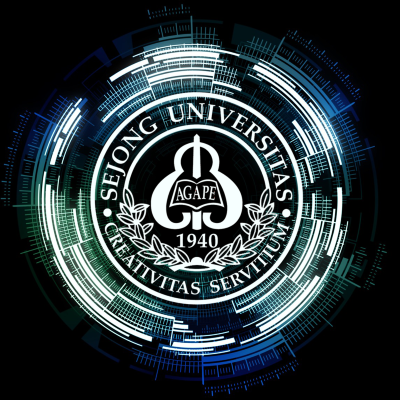 SEJONG UNIVERSITAS
AGAPE
1940
CREATIVITAS SERVITIUM